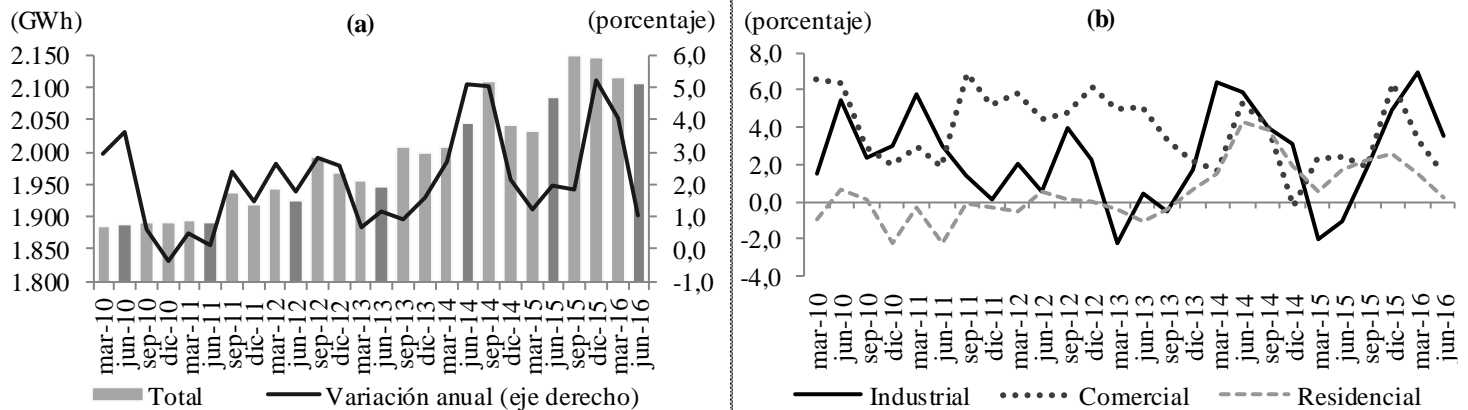 (GWh) (a) (porcentaje)
2.150 6,0
2.100 5,0
2.050 4,0
2.000 3,0
1.950 2,0
1.900 1,0
1.850 0,0
1.800 -1,0
mar-10 jun-10 sep-10 dic-10 mar-11 jun-11 sep-11 dic-11 mar-12 jun-12 sep-12 dic-12 mar-13 jun-13 sep-13 dic-13 mar-14 jun-14 sep-14 dic-14 mar-15 jun-15 sep-15 dic-15 mar-16 jun-16
Total Variación anual (eje derecho)
(porcentaje) (b)
8,0
6,0
4,0
2,0
0,0
-2,0
-4,0
mar-10 jun-10 sep-10 dic-10 mar-11 jun-11 sep-11 dic-11 mar-12 jun-12 sep-12 dic-12 mar-13 jun-13 sep-13 dic-13 mar-14 jun-14 sep-14 dic-14 mar-15 jun-15 sep-15 dic-15 mar-16 jun-16
Industrial Comercial Residencial